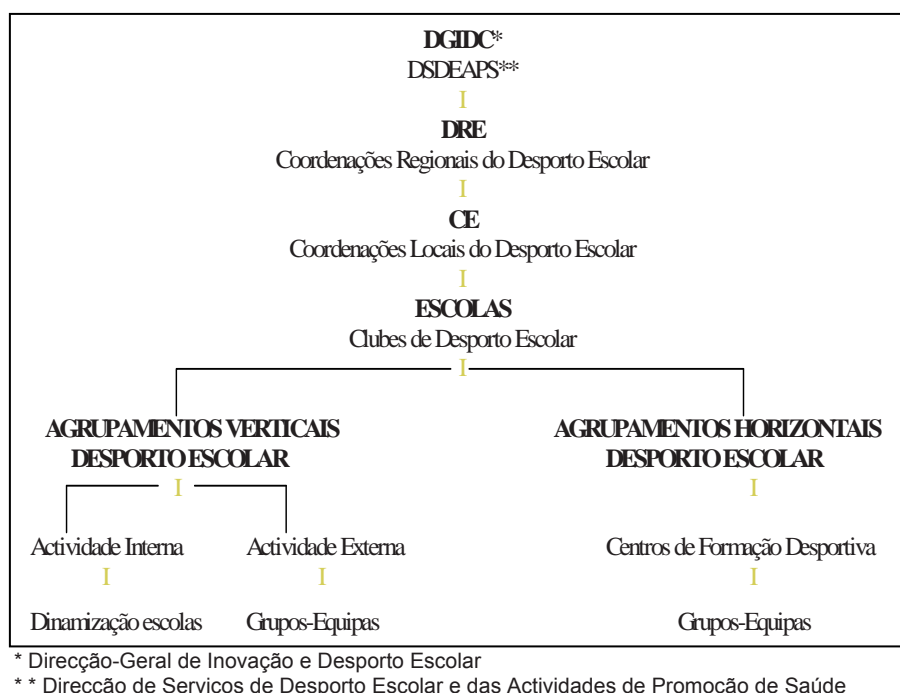 DGIDC*
DSDEAPS**
I
DRE
Coordenações Regionais do Desporto Escolar
I
CE
Coordenações Locais do Desporto Escolar
I
ESCOLAS
Clubes de Desporto Escolar
I
AGRUPAMENTOS VERTICAIS
DESPORTO ESCOLAR
I
Actividade Interna
I
Dinamização escolas
Actividade Externa
I
Grupos-Equipas
AGRUPAMENTOS HORIZONTAIS
DESPORTO ESCOLAR
I
Centros de Formação Desportiva
I
Grupos-Equipas
* Direcção-Geral de Inovação e Desporto Escolar
* * Direcção de Serviços de Desporto Escolar e das Actividades de Promoção de Saúde